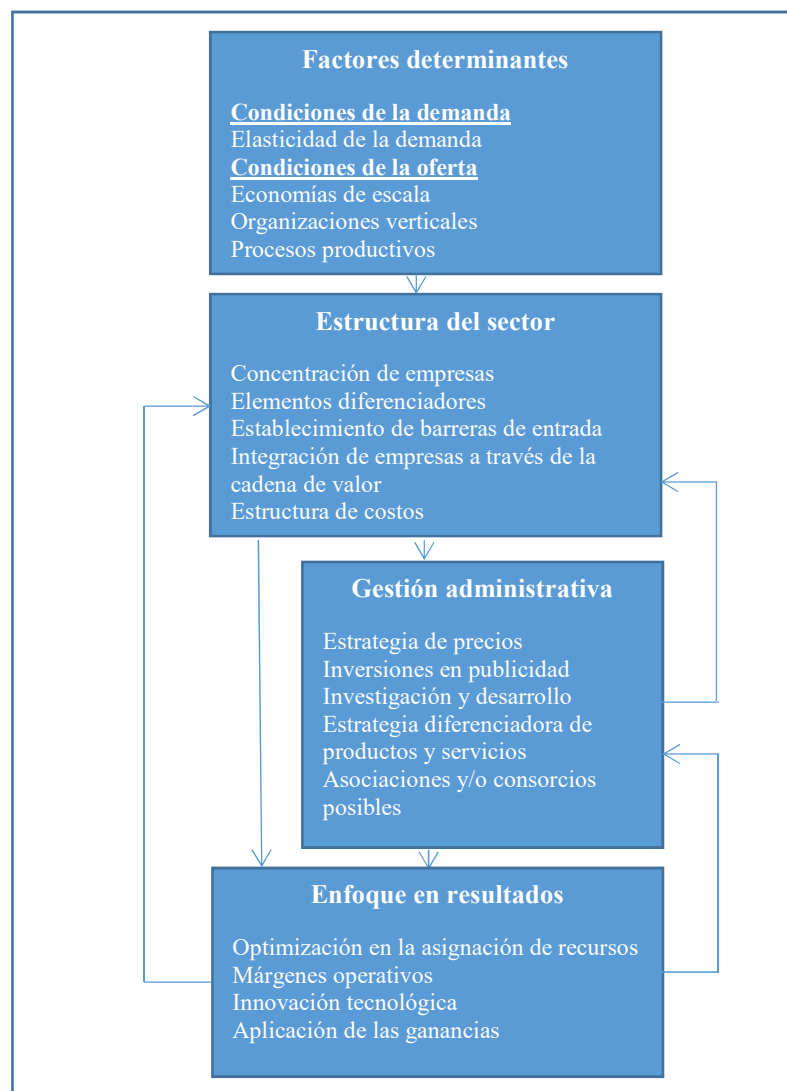 Factores determinantes
Condiciones de la demanda
Elasticidad de la demanda
Condiciones de la oferta
Economías de escala
Organizaciones verticales
Procesos productivos
Estructura del sector
Concentración de empresas
Elementos diferenciadores
Establecimiento de barreras de entrada
Integración de empresas a través de la
cadena de valor
Estructura de costos
Gestión administrativa
Estrategia de precios
Inversiones en publicidad
Investigación y desarrollo
Estrategia diferenciadora de
productos y servicios
Asociaciones y/o consorcios
posibles
Enfoque en resultados
Optimización en la asignación de recursos
Márgenes operativos
Innovación tecnológica
Aplicación de las ganancias